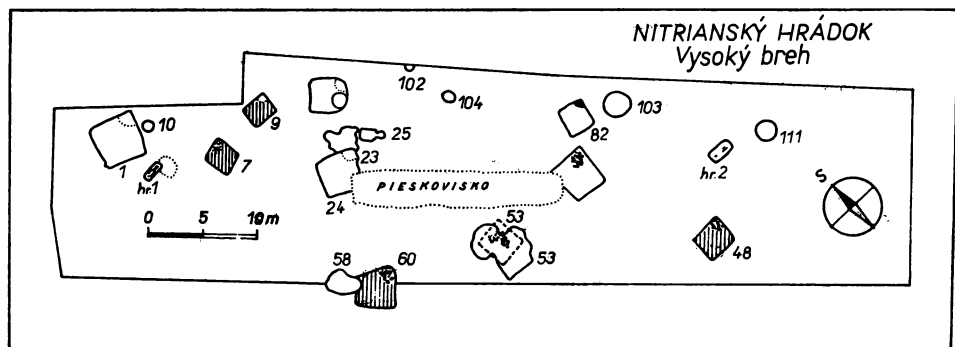 NITRIANSKÝ HRÁDOK
Vysoký breh
102
104
103
9
10
25
82
111
1
hr.1
7
23
hr.2
S
24
PIESKOVISKO
0 5 10m
53
48
58
60
53